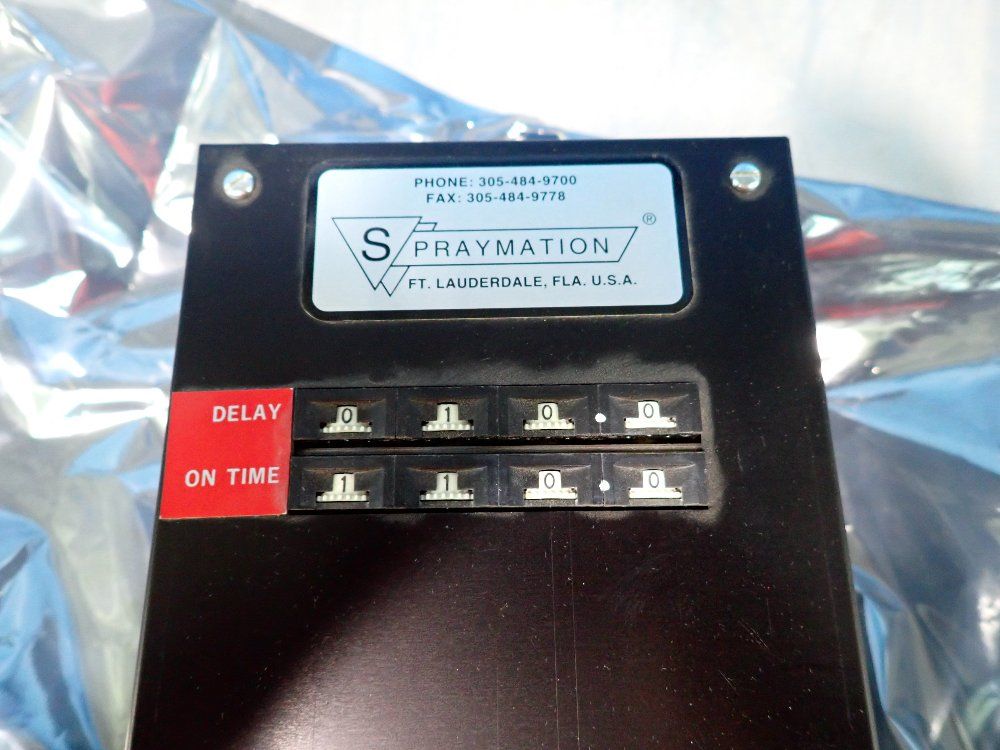 PHONE: 305-484-9700
FAX: 305-484-9778
SPRAYMATION ®
FT. LAUDERDALE, FLA. U.S.A.
DELAY 0 1 0 . 0
ON TIME 1 1 0 . 0